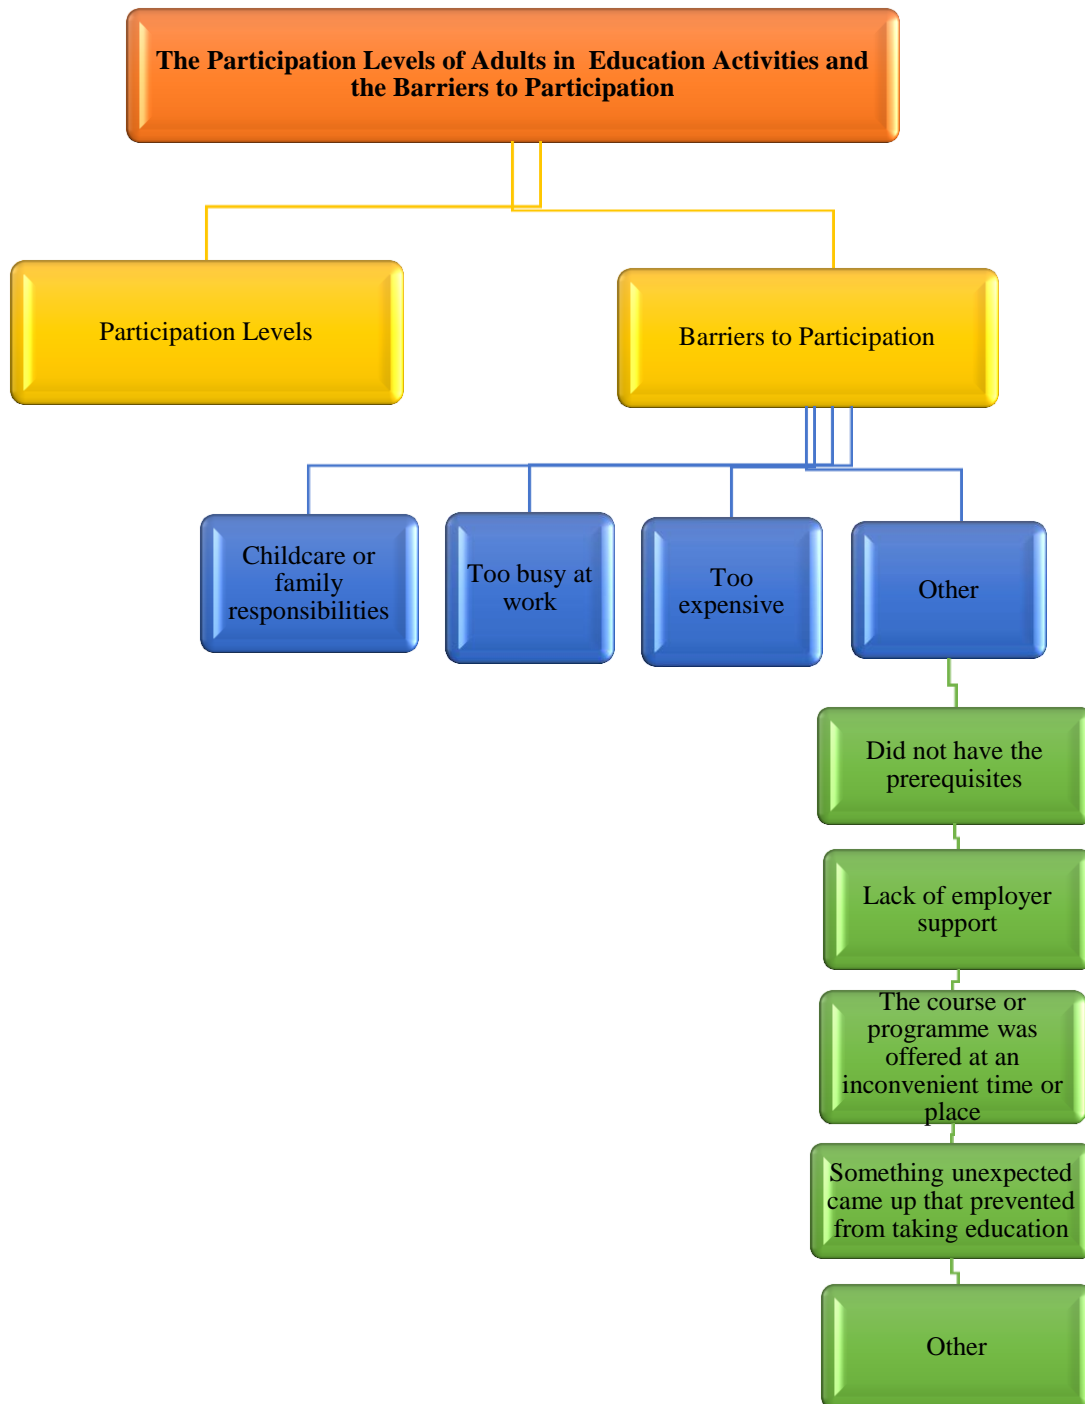 The Participation Levels of Adults in  Education Activities and
the Barriers to Participation
Participation Levels
Barriers to Participation
Childcare or
family
responsibilities
Too busy at
work
Too
expensive
Other
Did not have the
prerequisites
Lack of employer
support
The course or
programme was
offered at an
inconvenient time or
place
Something unexpected
came up that prevented
from taking education
Other